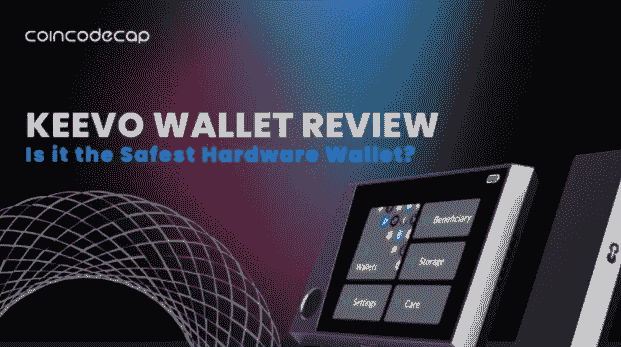 coincodecap
KEEVO WALLET REVIEW
Is it the Safest Hardware Wallet?
Beneficiary
Wallets
Storage
Settings
Care